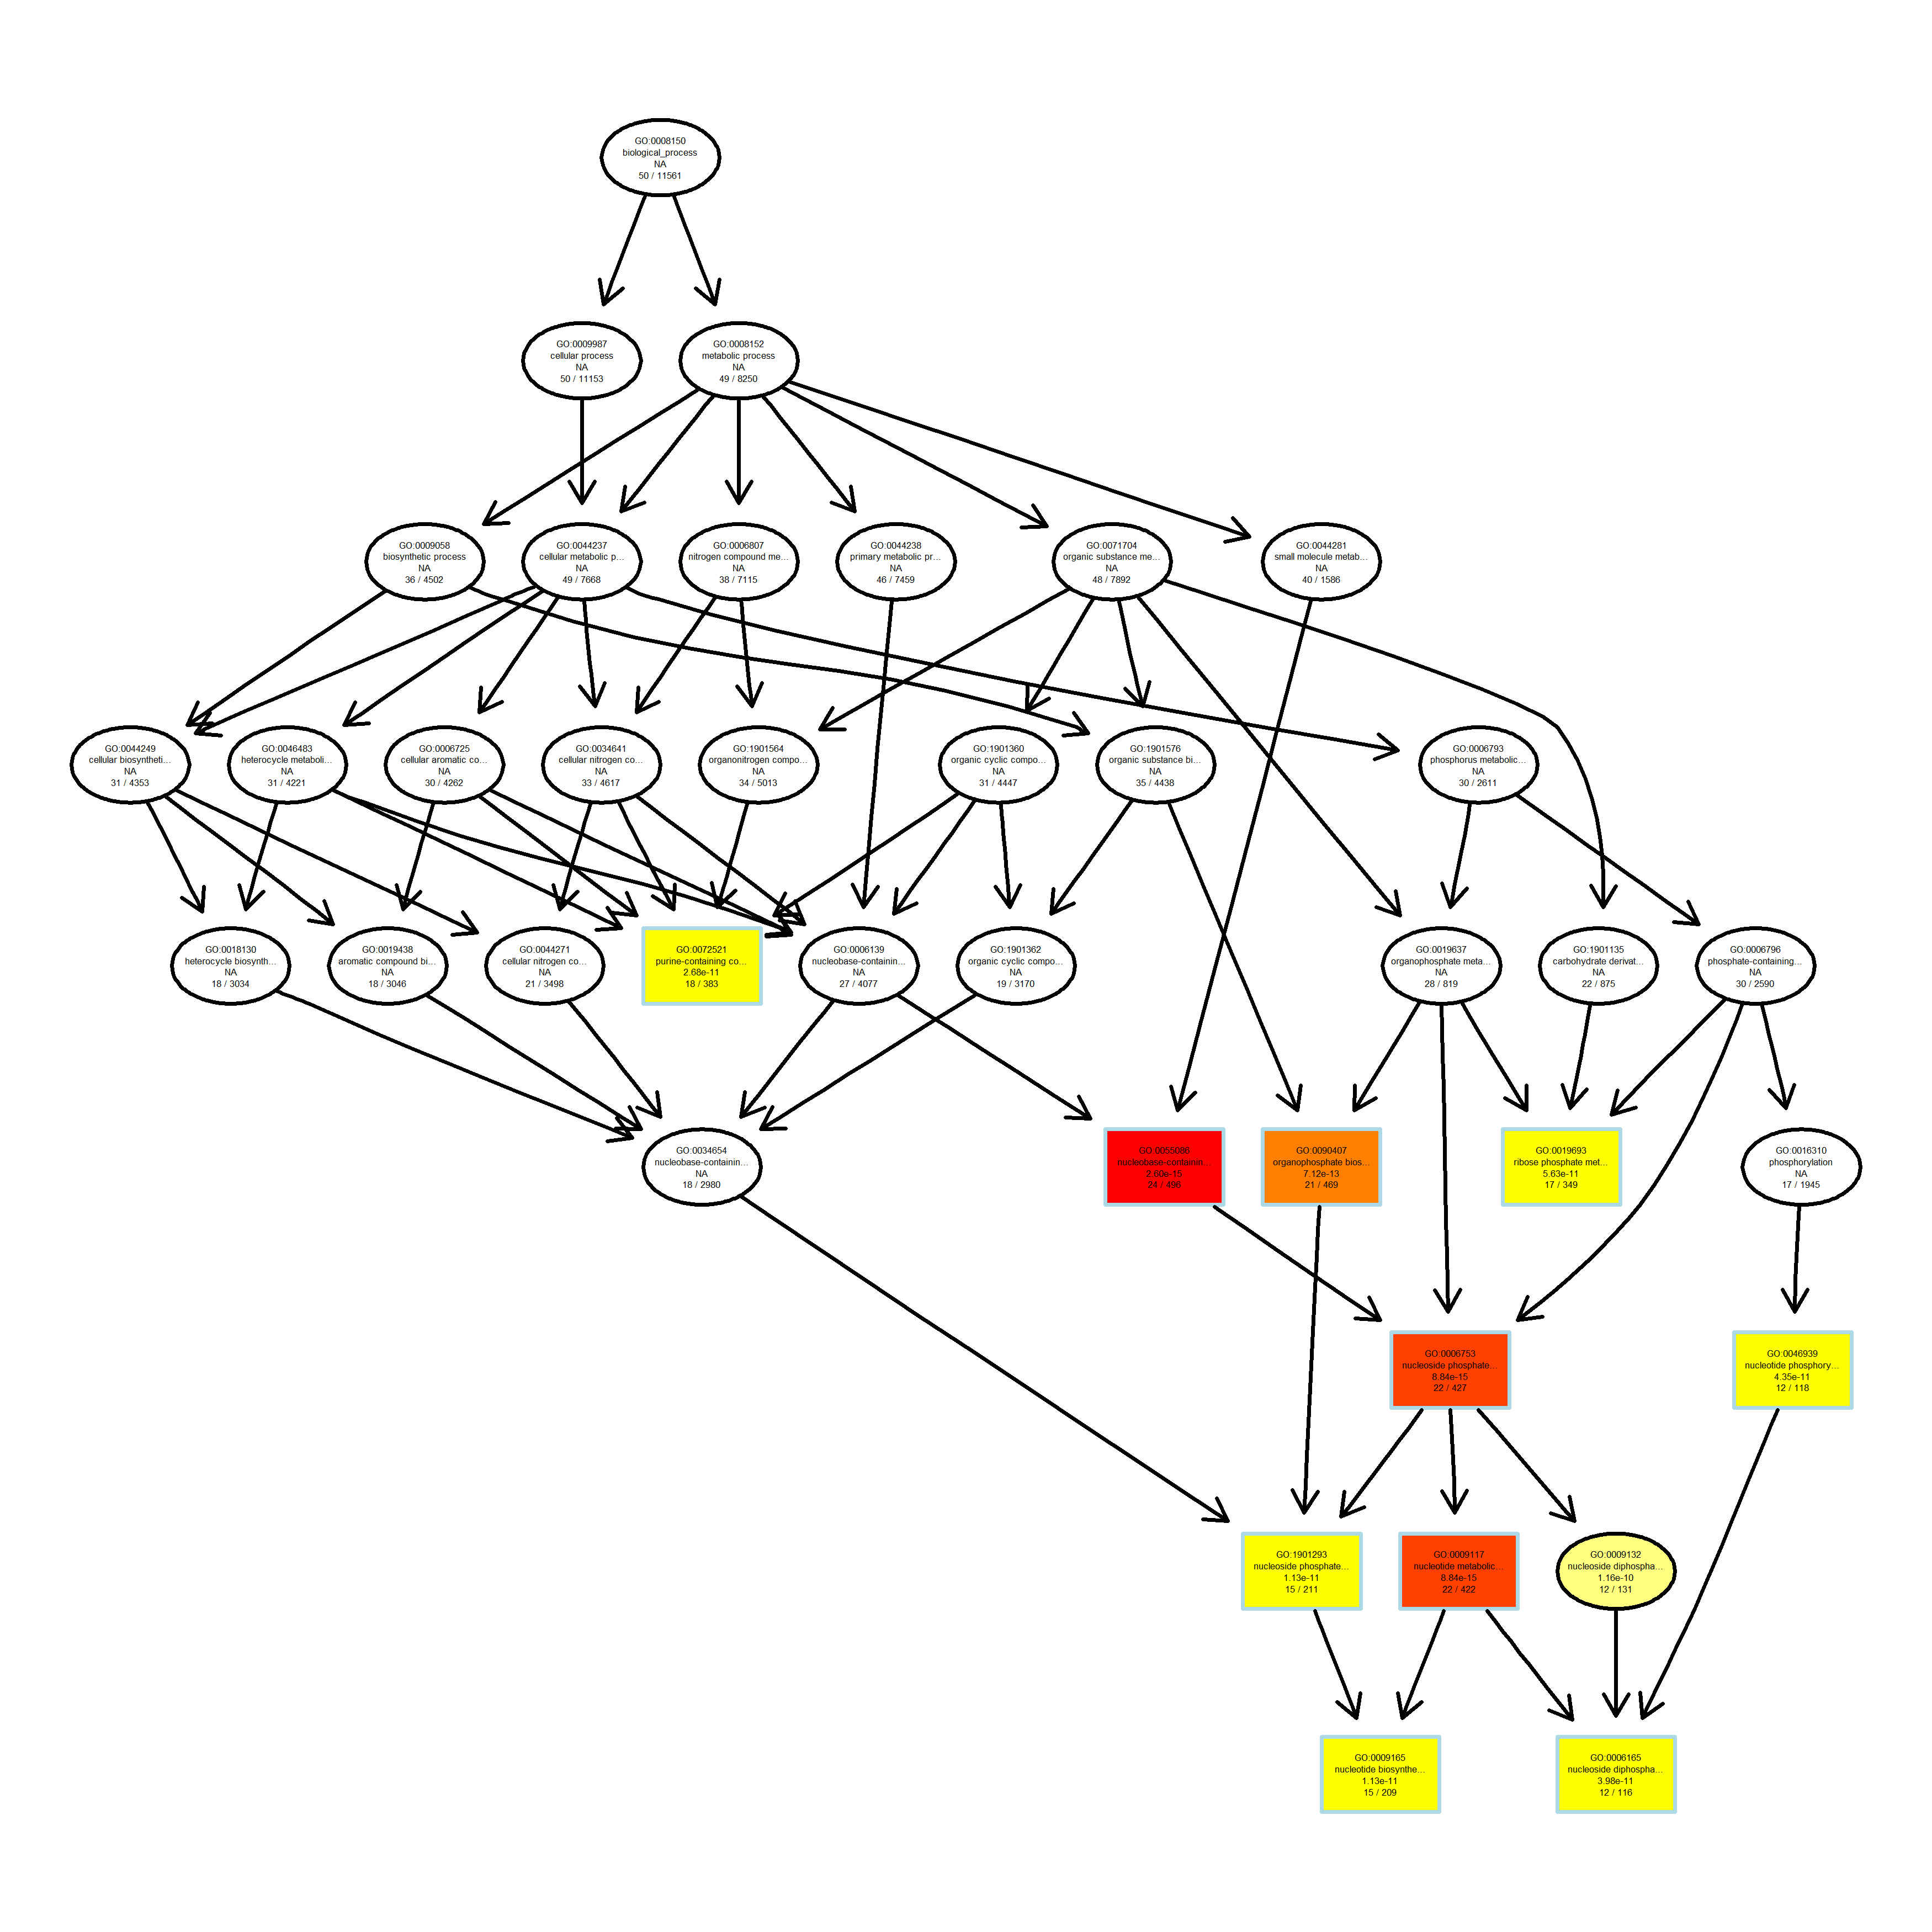 GO:0008150
biological_process
NA
50 / 11561
GO:0009987
cellular process
NA
50 / 11153
GO:0008152
metabolic process
NA
49 / 8250
GO:0009058
biosynthetic process
NA
36 / 4502
GO:0044237
cellular metabolic p...
NA
49 / 7668
GO:0006807
nitrogen compound me...
NA
38 / 7115
GO:0044238
primary metabolic pr...
NA
46 / 7459
GO:0071704
organic substance me...
NA
48 / 7892
GO:0044281
small molecule metab...
NA
40 / 1586
GO:0044249
cellular biosyntheti...
NA
31 / 4353
GO:0046483
heterocycle metaboli...
NA
31 / 4221
GO:0006725
cellular aromatic co...
NA
30 / 4262
GO:0034641
cellular nitrogen co...
NA
33 / 4617
GO:1901564
organonitrogen compo...
NA
34 / 5013
GO:1901360
organic cyclic compo...
NA
31 / 4447
GO:1901576
organic substance bi...
NA
35 / 4438
GO:0006793
phosphorus metabolic...
NA
30 / 2611
GO:0018130
heterocycle biosynth...
NA
18 / 3034
GO:0019438
aromatic compound bi...
NA
18 / 3046
GO:0044271
cellular nitrogen co...
NA
21 / 3498
GO:0072521
purine-containing co...
2.68e-11
18 / 383
GO:0006139
nucleobase-containin...
NA
27 / 4077
GO:1901362
organic cyclic compo...
NA
19 / 3170
GO:0019637
organophosphate meta...
NA
28 / 819
GO:1901135
carbohydrate derivat...
NA
22 / 875
GO:0006796
phosphate-containing...
NA
30 / 2590
GO:0034654
nucleobase-containin...
NA
18 / 2980
GO:0055086
nucleobase-containin...
2.60e-15
24 / 496
GO:0090407
organophosphate bios...
7.12e-13
21 / 469
GO:0019693
ribose phosphate met...
5.63e-11
17 / 349
GO:0016310
phosphorylation
NA
17 / 1945
GO:0006753
nucleoside phosphate...
8.84e-15
22 / 427
GO:0046939
nucleotide phosphory...
4.35e-11
12 / 118
GO:1901293
nucleoside phosphate...
1.13e-11
15 / 211
GO:0009117
nucleotide metabolic...
8.84e-15
22 / 422
GO:0009132
nucleoside diphospha...
1.16e-10
12 / 131
GO:0009165
nucleotide biosynthe...
1.13e-11
15 / 209
GO:0006165
nucleoside diphospha...
3.98e-11
12 / 116